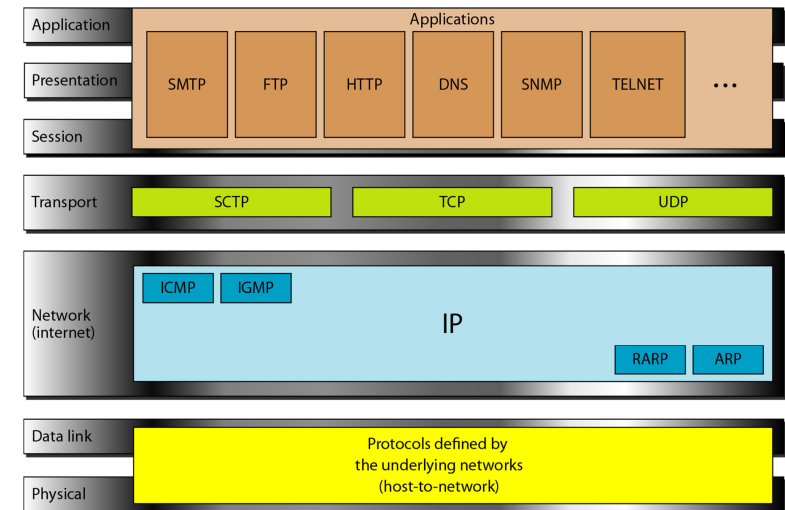 Application
Applications
SMTP FTP HTTP DNS SNMP TELNET ...
Presentation
Session
Transport
SCTP TCP UDP
Network
(internet)
ICMP IGMP
IP
RARP ARP
Data link
Protocols defined by
the underlying networks
(host-to-network)
Physical